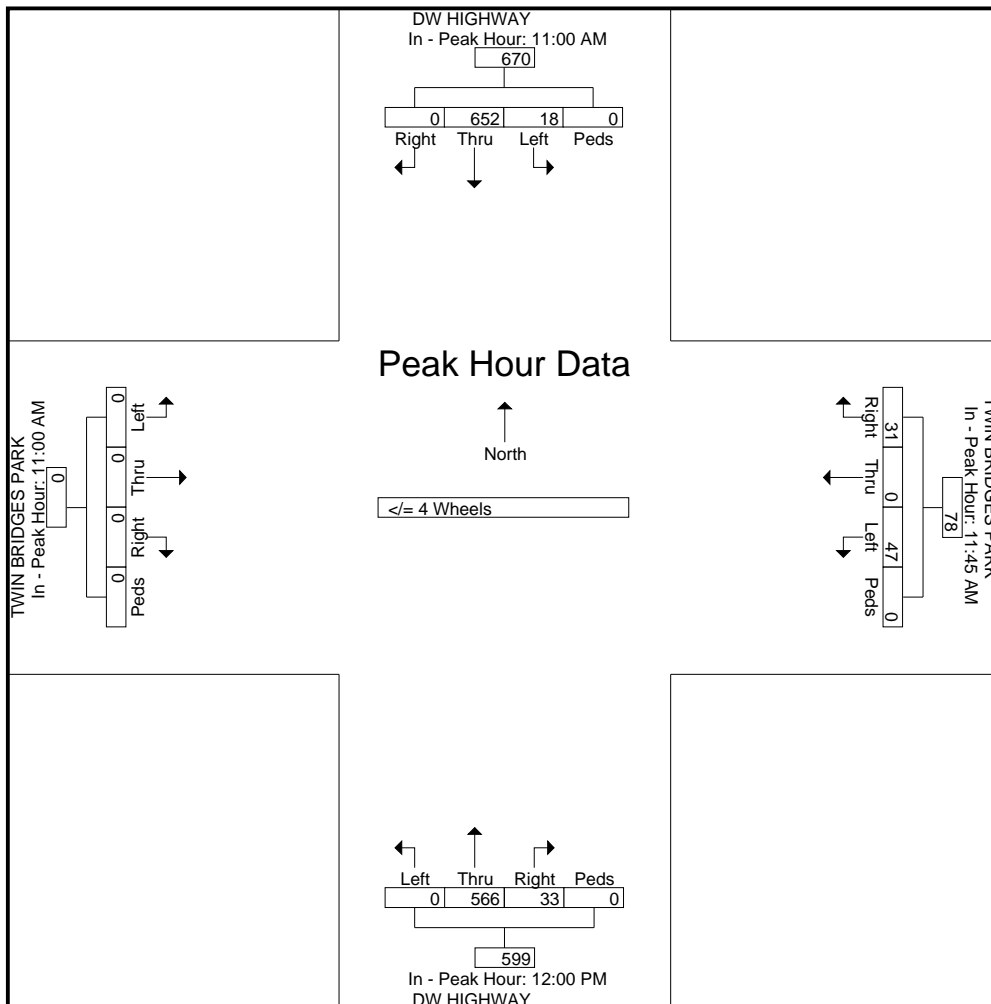 DW HIGHWAY
In - Peak Hour: 11:00 AM
670
0 652 18 0
Right Thru Left Peds
Peak Hour Data
North
</= 4 Wheels
TWIN BRIDGES PARK
In - Peak Hour: 11:00 AM
0
0 0 0 0
Left Thru Right Peds
TWIN BRIDGES PARK
In - Peak Hour: 11:45 AM
78
31 0 47 0
Right Thru Left Peds
Left Thru Right Peds
0 566 33 0
599
In - Peak Hour: 12:00 PM
DW HIGHWAY